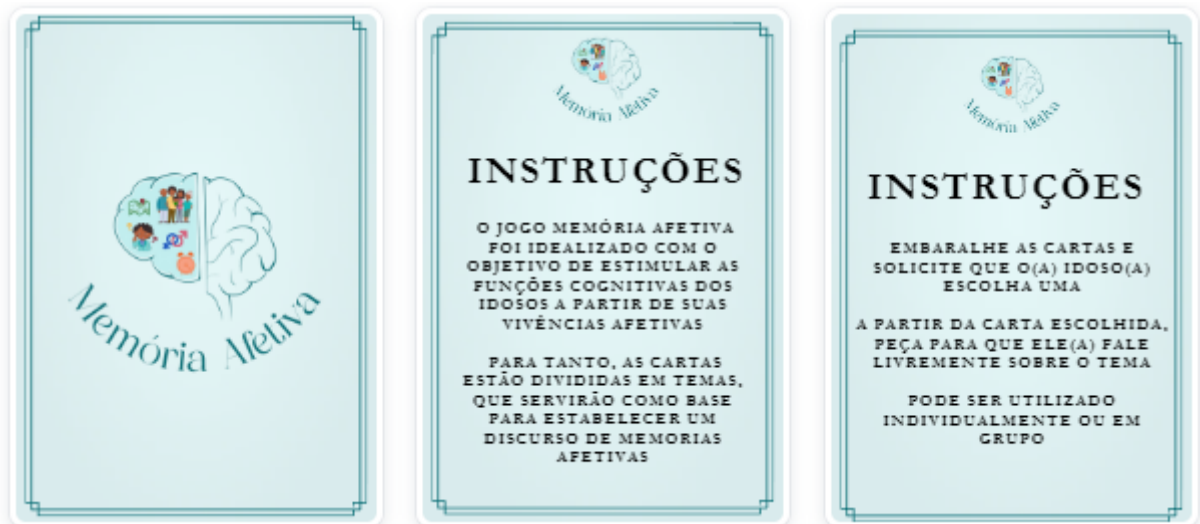 Memória Afetiva
Memória Afetiva
INSTRUÇÕES
O JOGO MEMÓRIA AFETIVA
FOI IDEALIZADO COM O
OBJETIVO DE ESTIMULAR AS
FUNÇÕES COGNITIVAS DOS
IDOSOS A PARTIR DE SUAS
VIVÊNCIAS AFETIVAS
PARA TANTO, AS CARTAS
ESTÃO DIVIDIDAS EM TEMAS,
QUE SERVIRÃO COMO BASE
PARA ESTABELECER UM
DISCURSO DE MEMORIAS
AFETIVAS
Memória Afetiva
INSTRUÇÕES
EMBARALHE AS CARTAS E
SOLICITE QUE O(A) IDOSO(A)
ESCOLHA UMA
A PARTIR DA CARTA ESCOLHIDA,
PEÇA PARA QUE ELE(A) FALE
LIVREMENTE SOBRE O TEMA
PODE SER UTILIZADO
INDIVIDUALMENTE OU EM
GRUPO